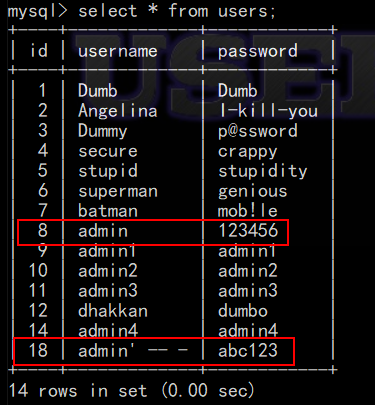 mysql> select * from users;
+----+---------------+------------+
| id | username | password |
+----+---------------+------------+
| 1 | Dumb | Dumb |
| 2 | Angelina | I-kill-you |
| 3 | Dummy | p@ssword |
| 4 | secure | crappy |
| 5 | stupid | stupidity |
| 6 | superman | genious |
| 7 | batman | mob!le |
| 8 | admin | 123456 |
| 9 | admin1 | admin1 |
| 10 | admin2 | admin2 |
| 11 | admin3 | admin3 |
| 12 | dhakkan | dumbo |
| 14 | admin4 | admin4 |
| 18 | admin' -- - | abc123 |
+----+---------------+------------+
14 rows in set (0.00 sec)